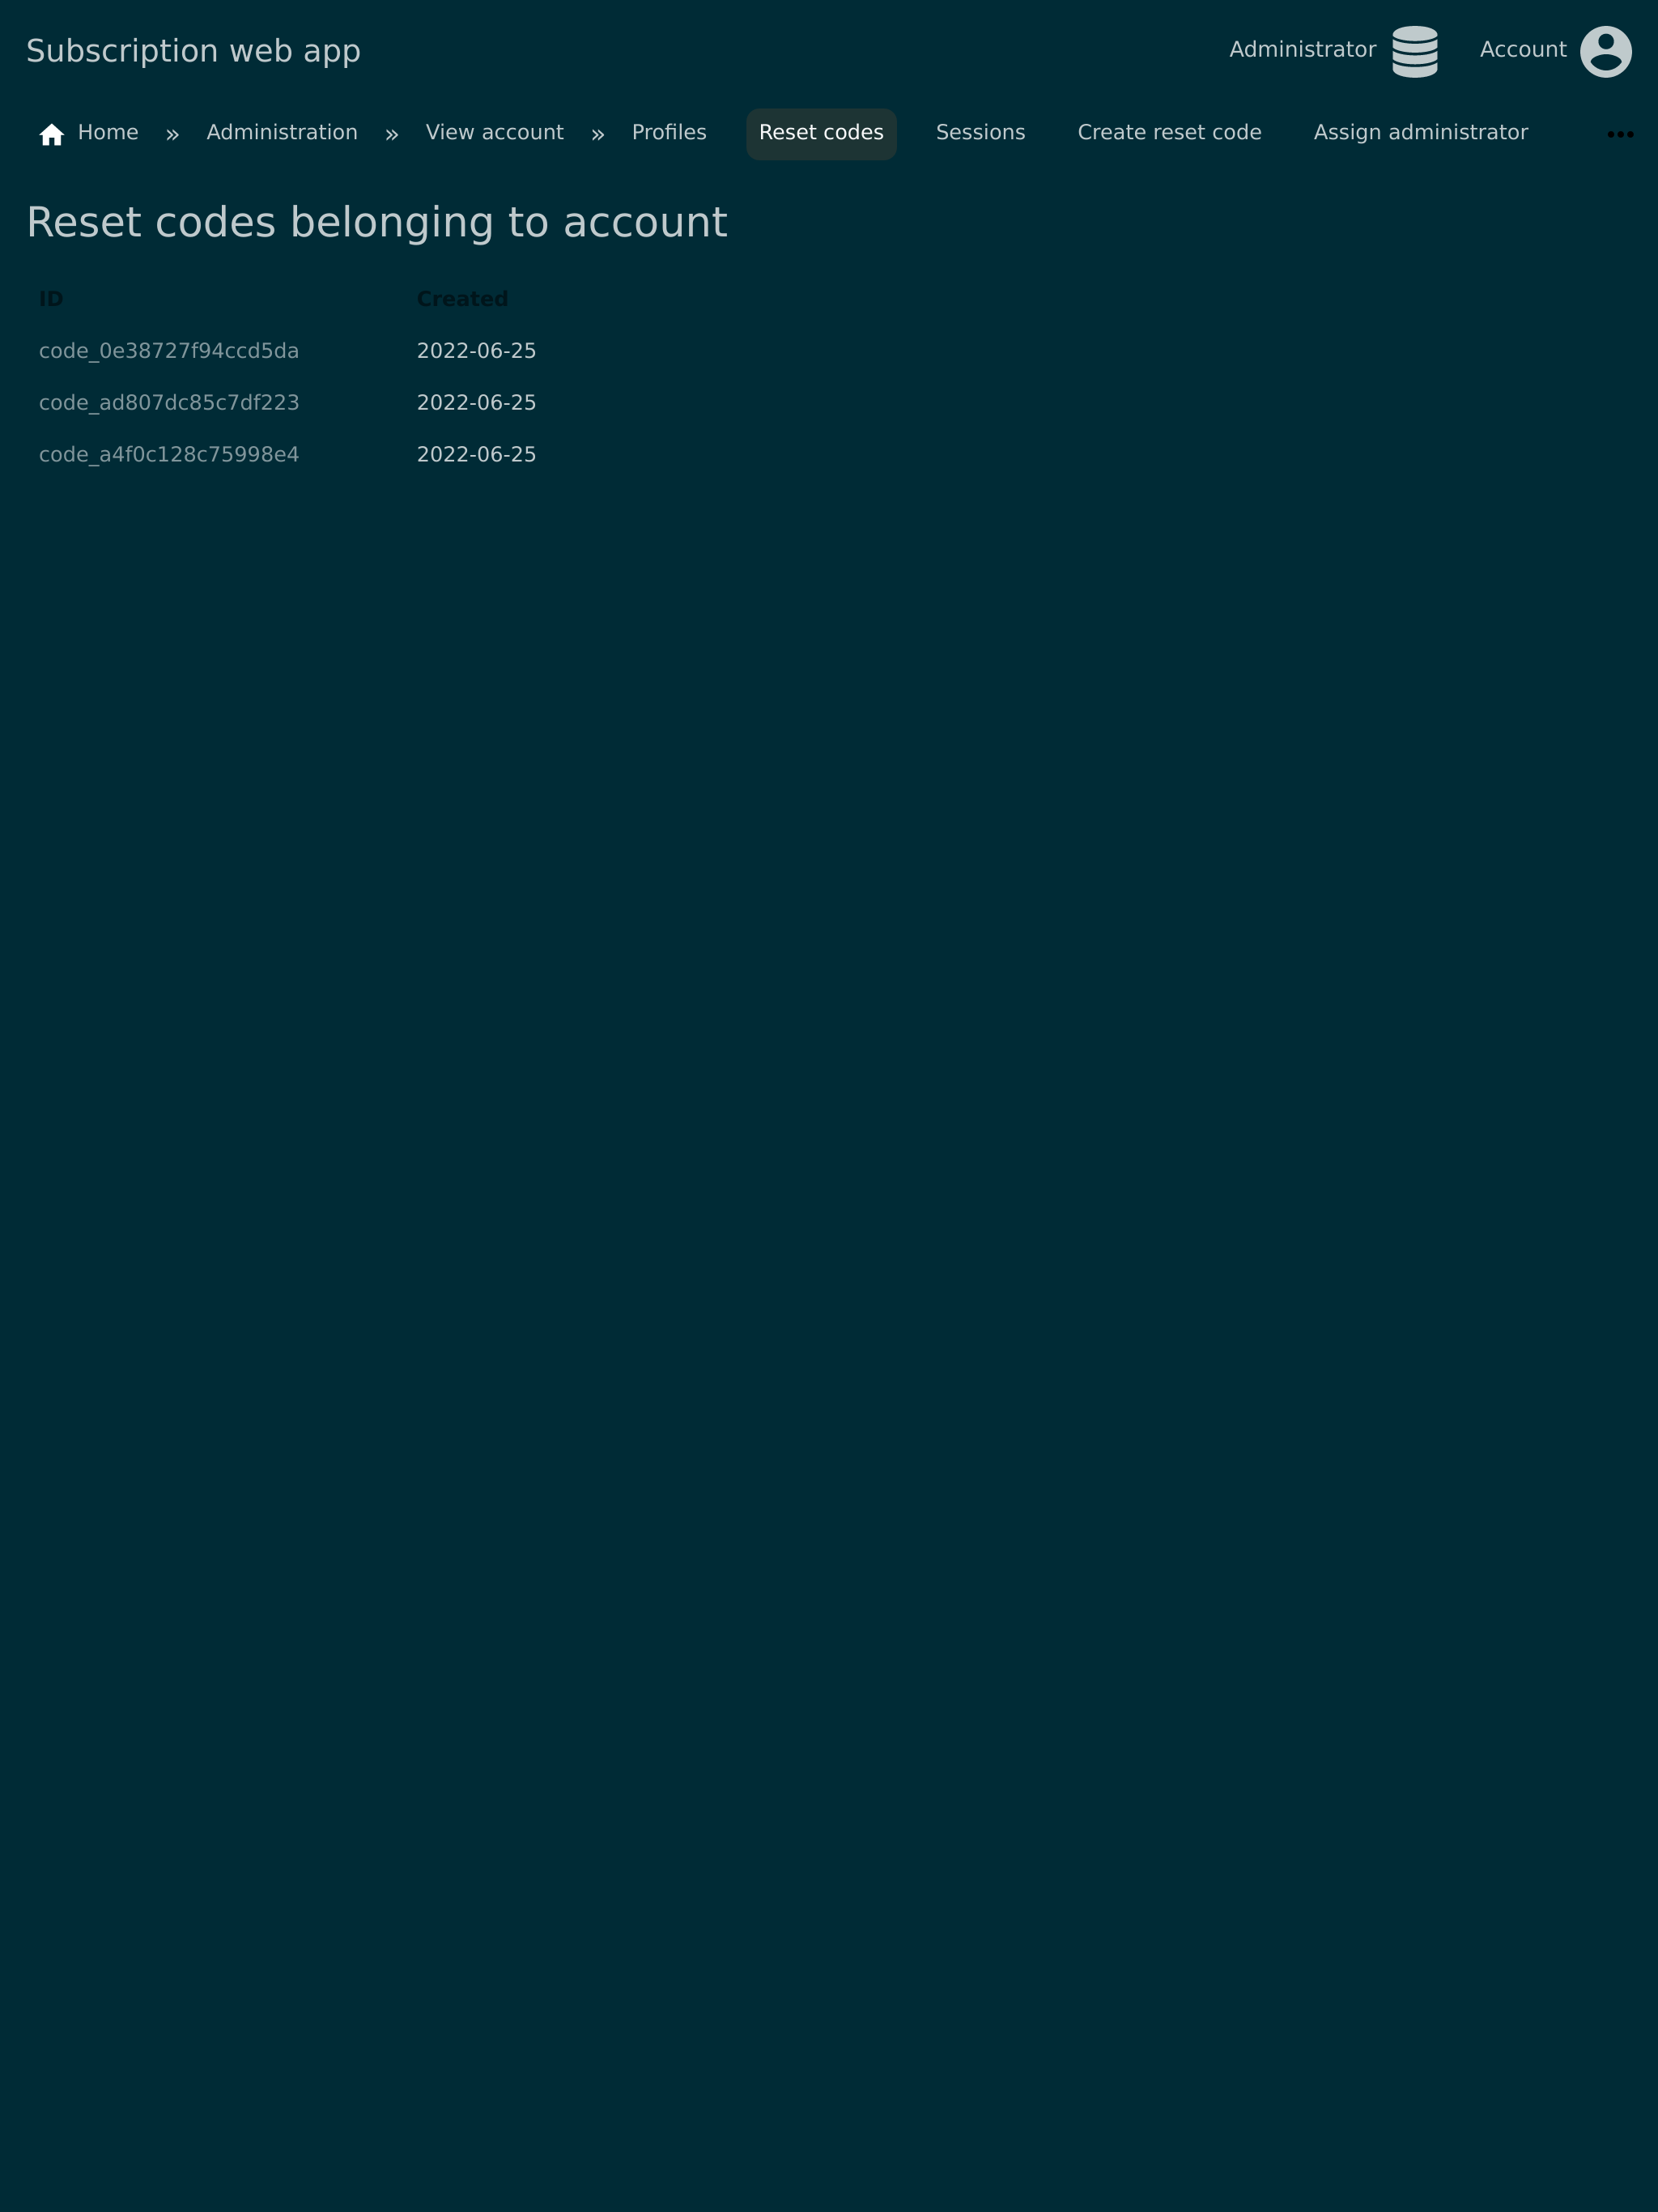 Subscription web app
Administrator
Account
Home » Administration » View account » Profiles Reset codes Sessions Create reset code Assign administrator
Reset codes belonging to account
ID Created
code_0e38727f94ccd5da 2022-06-25
code_ad807dc85c7df223 2022-06-25
code_a4f0c128c75998e4 2022-06-25